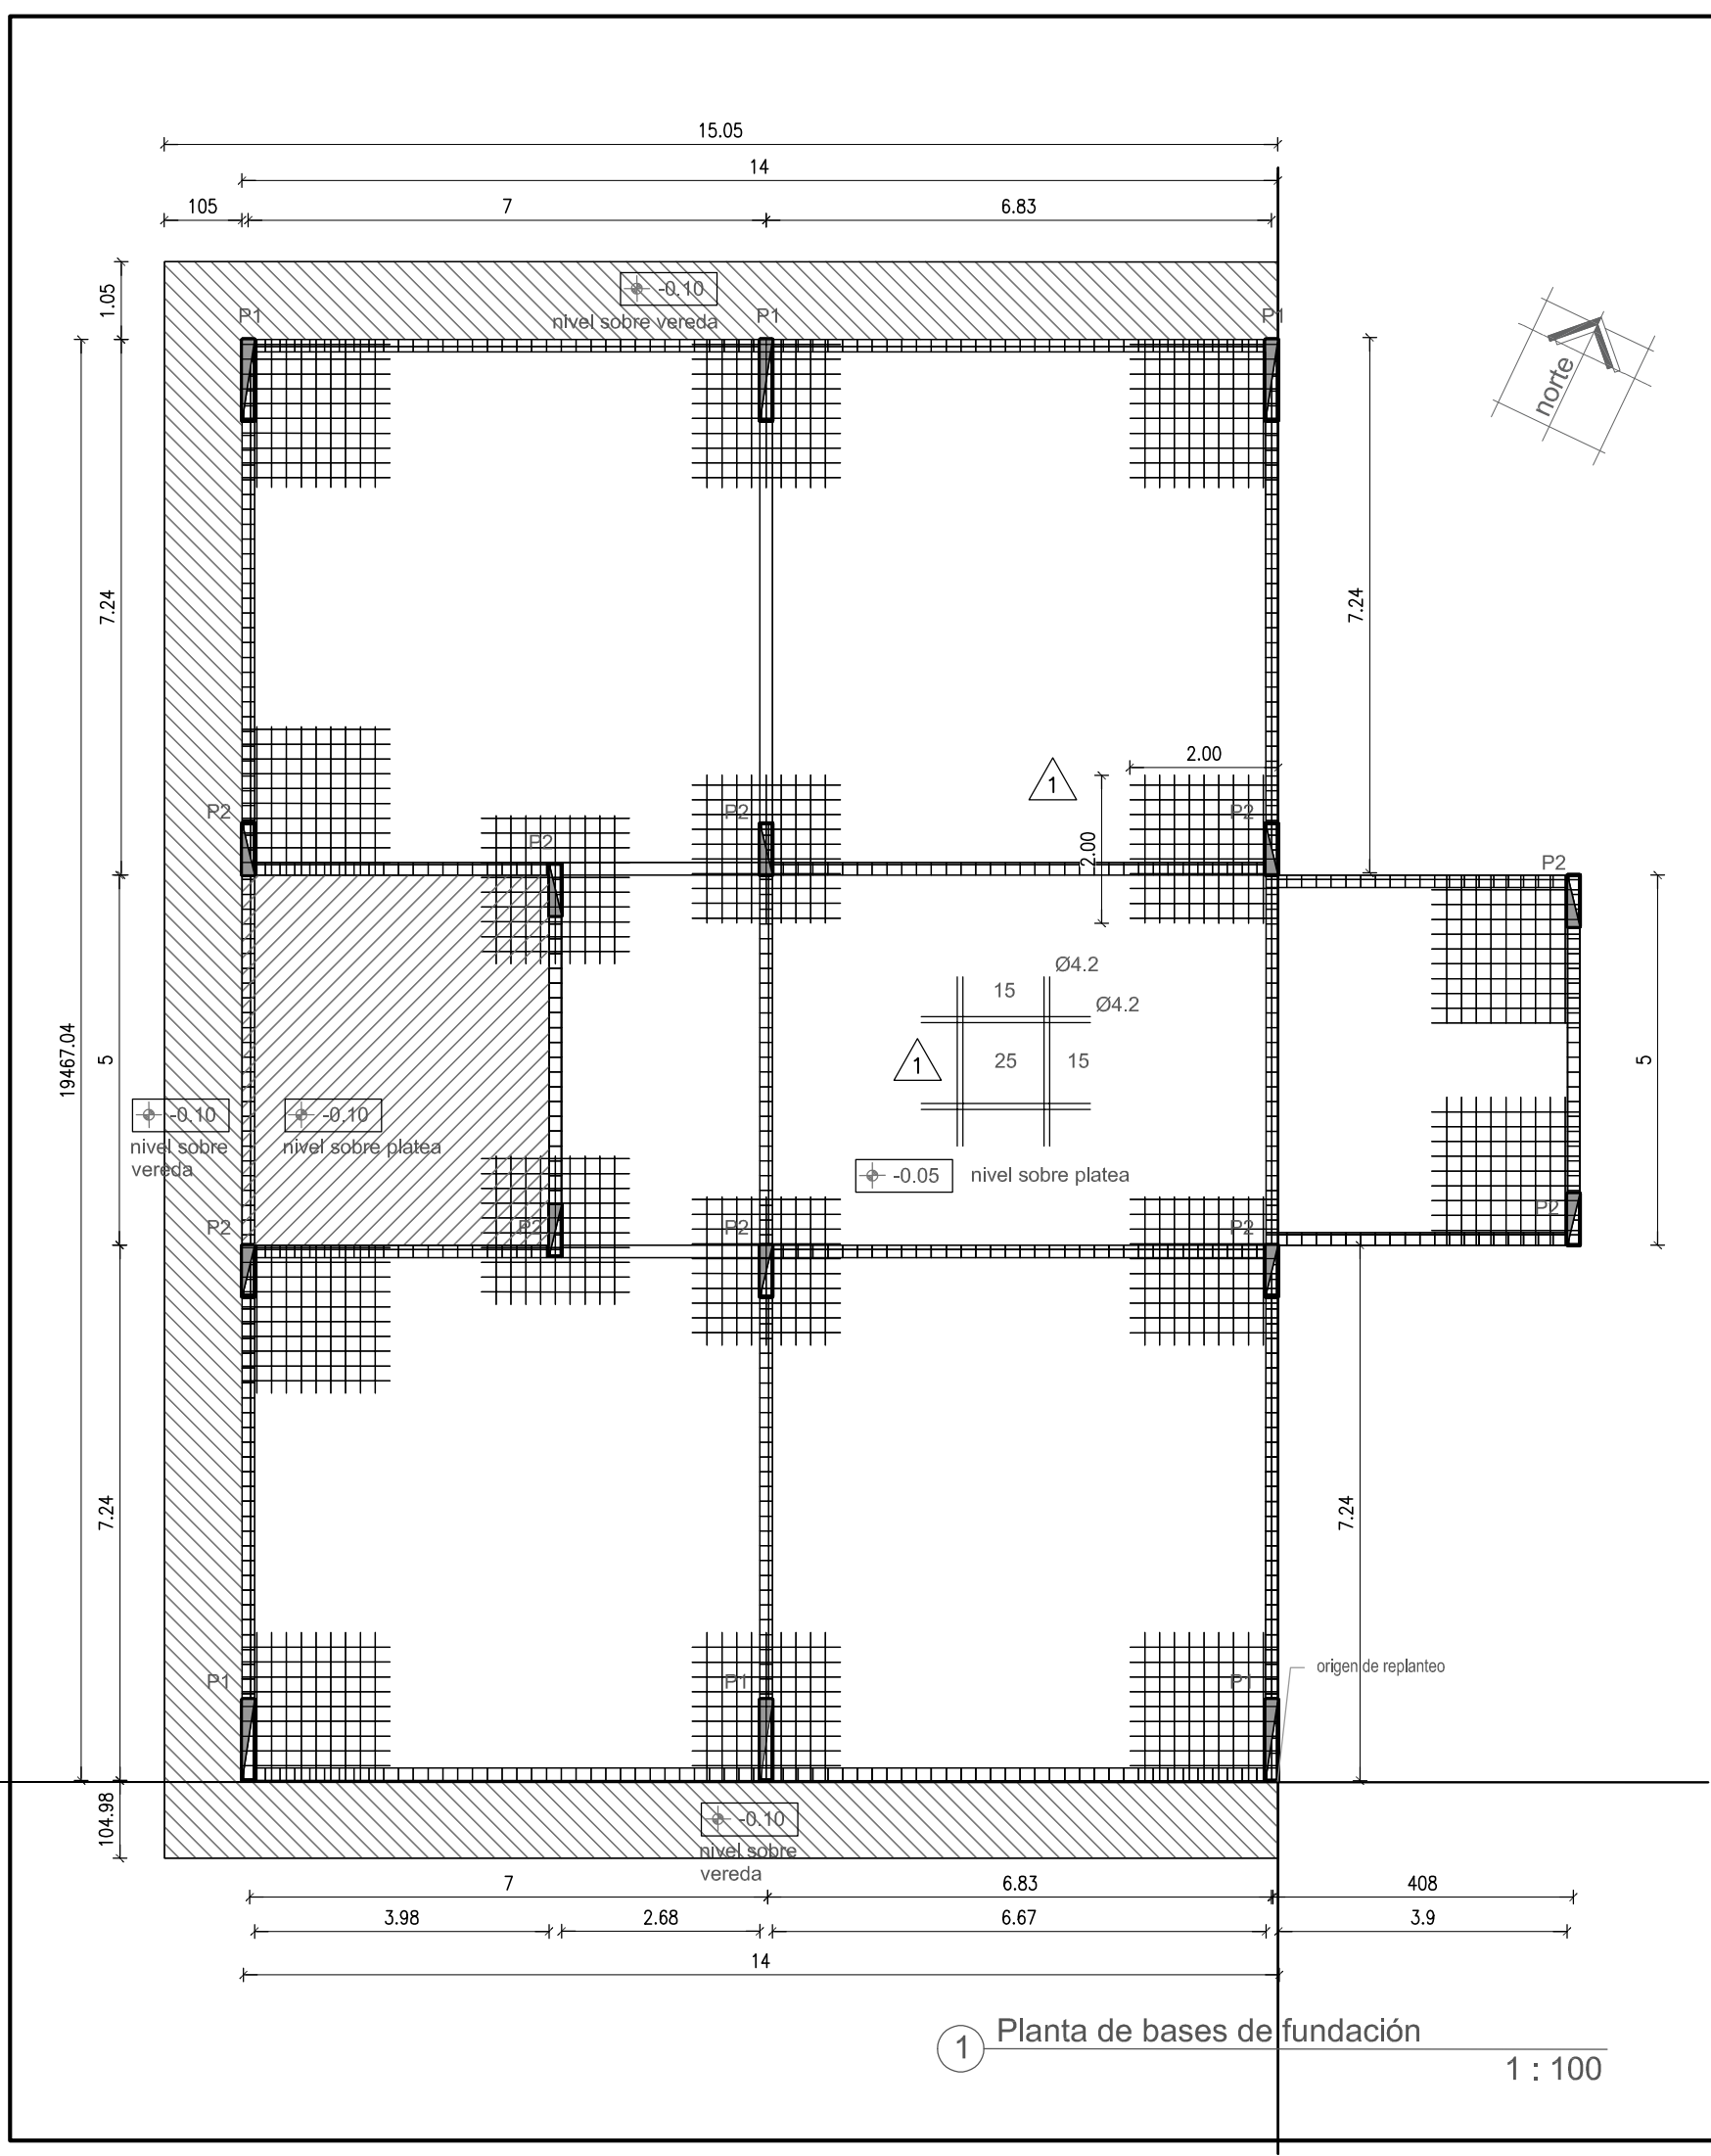 15.05
14
105
7
6.83
1.05
-0.10
nivel sobre vereda
P1
P1
P1
norte
7.24
7.24
2.00
1
2.00
P2
P2
P2
P2
P2
Ø4.2
15
Ø4.2
19467.04
5
1
25
15
5
-0.10
nivel sobre
vereda
-0.10
nivel sobre platea
-0.05
nivel sobre platea
P2
P2
P2
P2
P2
7.24
7.24
origen de replanteo
P1
P1
P1
104.98
-0.10
nivel sobre
vereda
7
6.83
408
3.98
2.68
6.67
3.9
14
1
Planta de bases de fundación
1 : 100